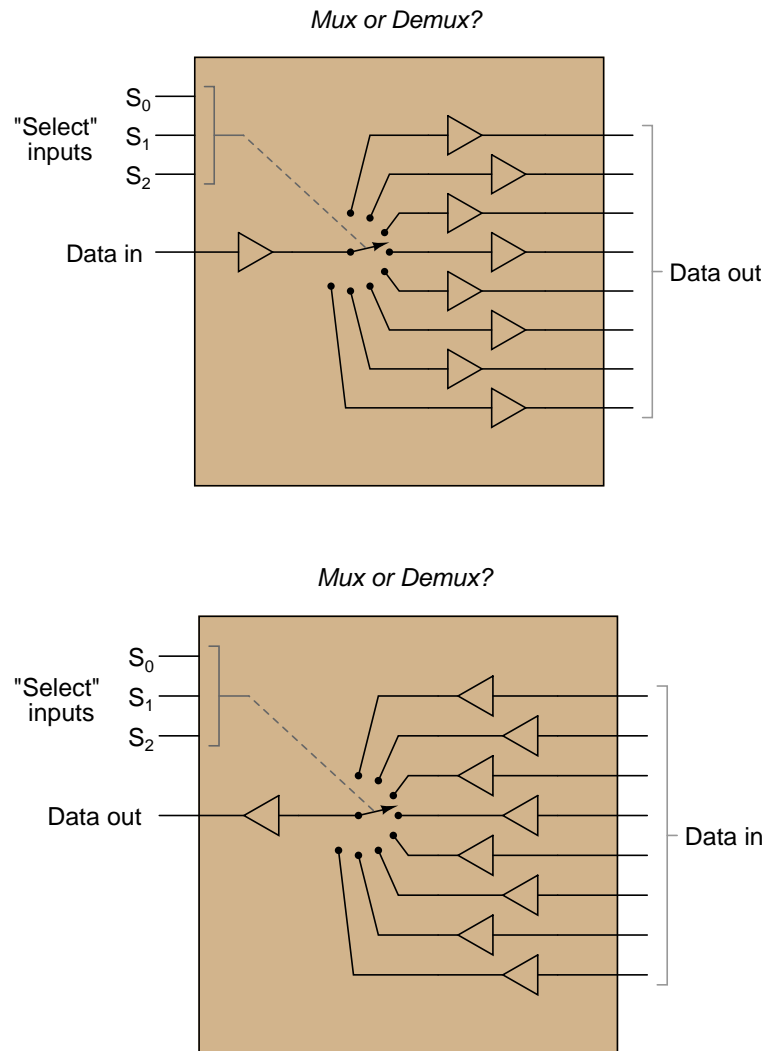 Mux or Demux?
S0
"Select"
inputs
S1
S2
Data in
Data out
Mux or Demux?
S0
"Select"
inputs
S1
S2
Data out
Data in